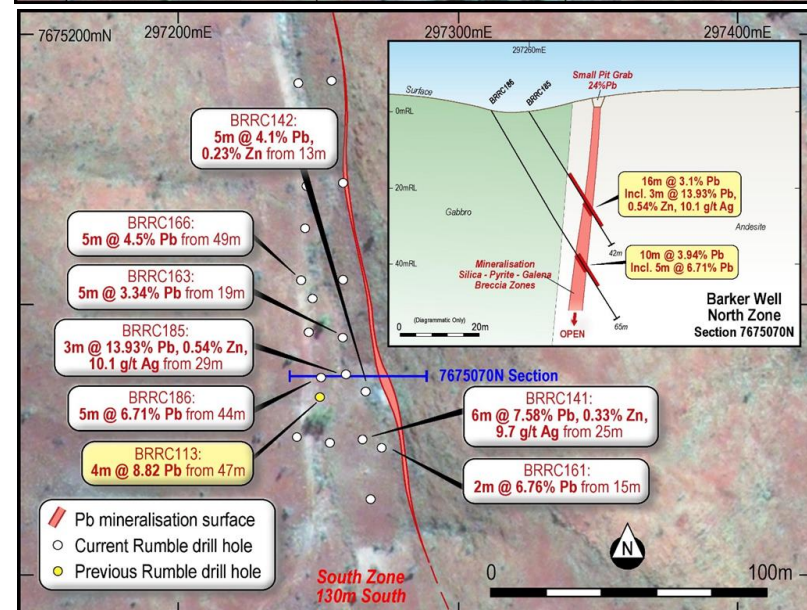 7675200mN
297200mE
297300mE
297400mE
BRRC142:
5m @ 4.1% Pb,
0.23% Zn from 13m
BRRC166:
5m @ 4.5% Pb from 49m
BRRC163:
5m @ 3.34% Pb from 19m
BRRC185:
3m @ 13.93% Pb, 0.54% Zn,
10.1 g/t Ag from 29m
BRRC186:
5m @ 6.71% Pb from 44m
BRRC113:
4m @ 8.82 Pb from 47m
7675070N Section
BRRC141:
6m @ 7.58% Pb, 0.33% Zn,
9.7 g/t Ag from 25m
BRRC161:
2m @ 6.76% Pb from 15m
Pb mineralisation surface
Current Rumble drill hole
Previous Rumble drill hole
South Zone
130m South
N
0
100m
297260mE
Surface
BRRC186
BRRC185
Small Pit Grab
24%Pb
0mRL
20mRL
40mRL
16m @ 3.1% Pb
Incl. 3m @ 13.93% Pb,
0.54% Zn, 10.1 g/t Ag
Gabbro
Andesite
42m
10m @ 3.94% Pb
Incl. 5m @ 6.71% Pb
Mineralisation
Silica - Pyrite - Galena
Breccia Zones
65m
Barker Well
North Zone
Section 7675070N
0
(Diagrammatic Only)
20m
OPEN